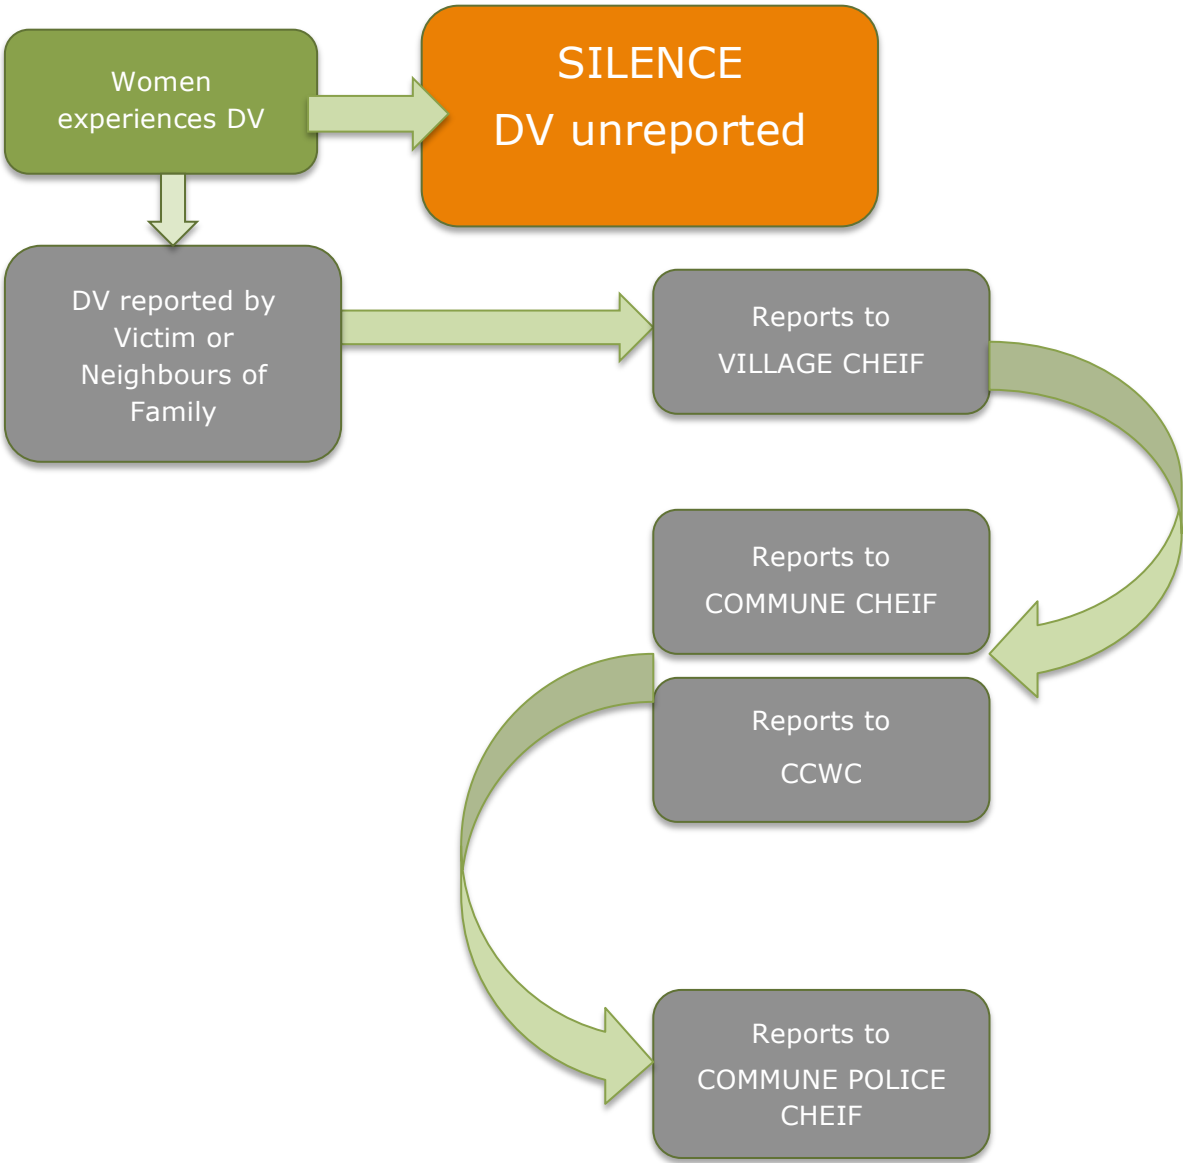 Women
experiences DV
SILENCE
DV unreported
DV reported by
Victim or
Neighbours of
Family
Reports to
VILLAGE CHEIF
Reports to
COMMUNE CHEIF
Reports to
CCWC
Reports to
COMMUNE POLICE
CHEIF